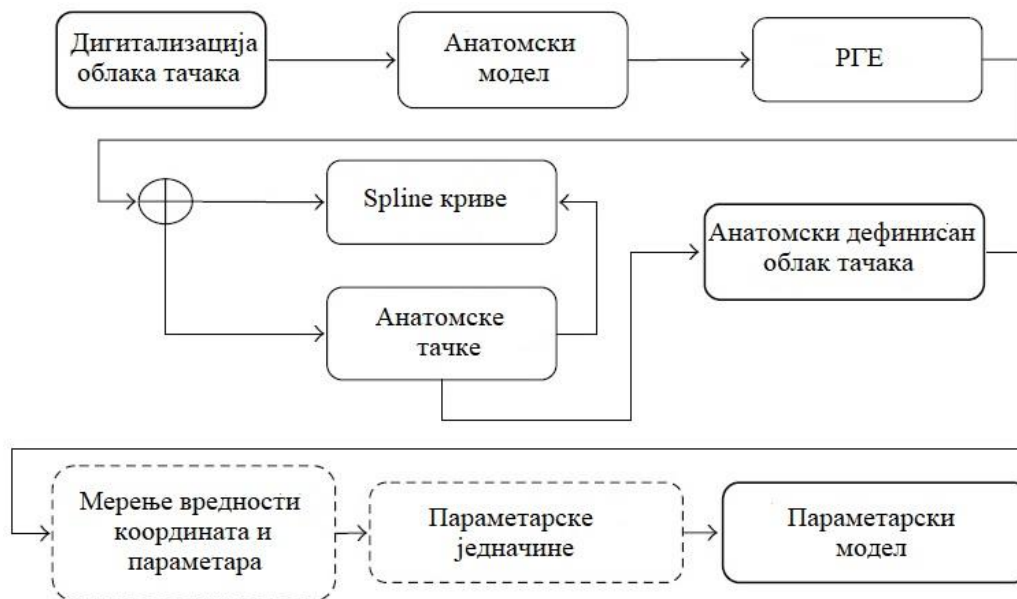 Дигитализација
облака тачака
Анатомски
модел
РГЕ
Spline криве
Анатомски дефинисан
облак тачака
Анатомске
тачке
Мерење вредности
координата и
параметара
Параметарске
једначине
Параметарски
модел